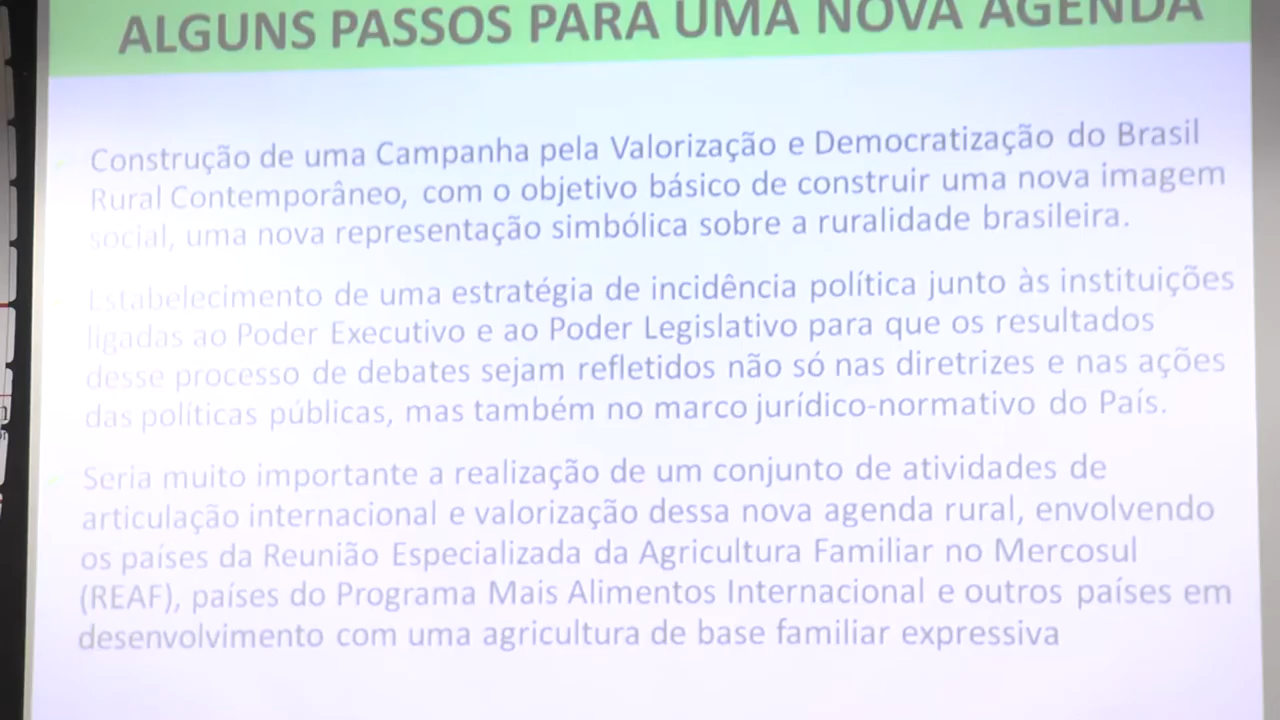 ALGUNS PASSOS PARA UMA NOVA AGENDA
Construção de uma Campanha pela Valorização e Democratização do Brasil
Rural Contemporâneo, com o objetivo básico de construir uma nova imagem
social, uma nova representação simbólica sobre a ruralidade brasileira.
Estabelecimento de uma estratégia de incidência política junto às instituições
ligadas ao Poder Executivo e ao Poder Legislativo para que os resultados
desse processo de debates sejam refletidos não só nas diretrizes e nas ações
das políticas públicas, mas também no marco jurídico-normativo do País.
Seria muito importante a realização de um conjunto de atividades de
articulação internacional e valorização dessa nova agenda rural, envolvendo
os países da Reunião Especializada da Agricultura Familiar no Mercosul
(REAF), países do Programa Mais Alimentos Internacional e outros países em
desenvolvimento com uma agricultura de base familiar expressiva